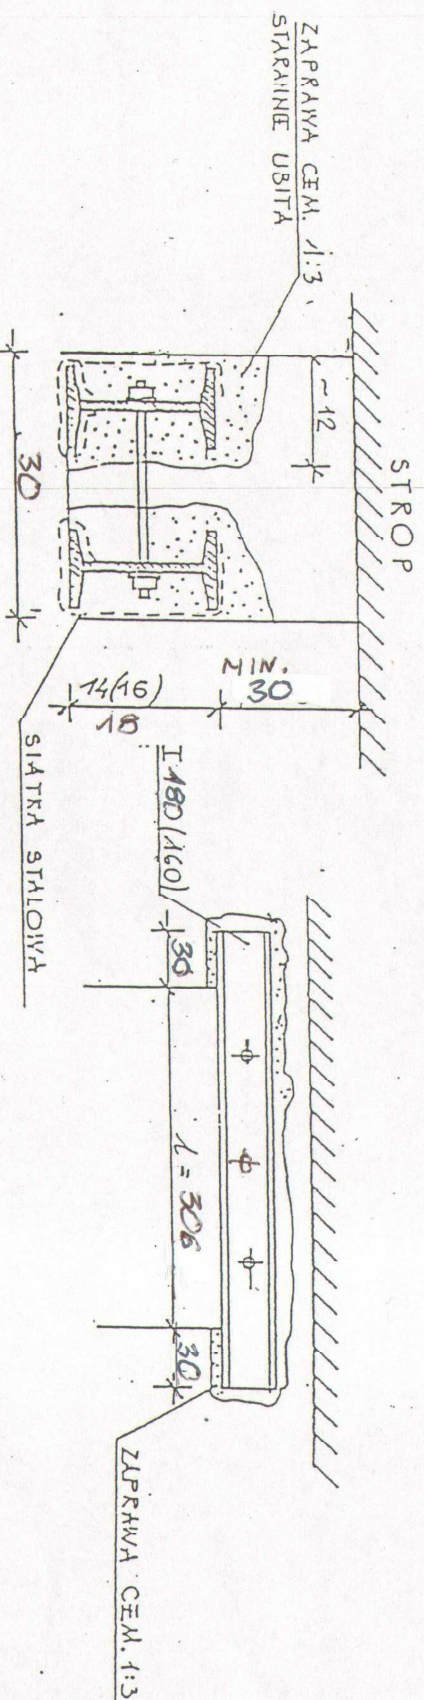 ZAPRAWA CEM. 1:3
STARANNIE UBITA
STROP
~12
30
MIN.
30
14(16)
18
SIATKA STALOWA
I 180 (160)
30
l = 306
30
ZAPRAWA CEM. 1:3